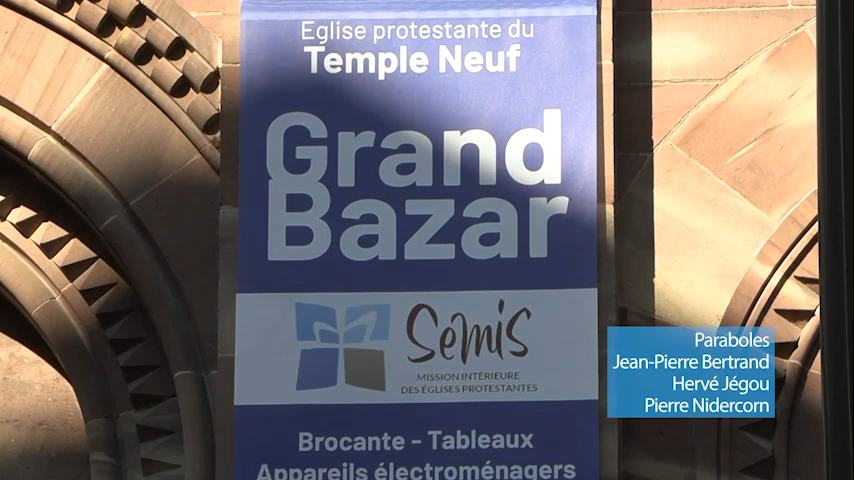 Eglise protestante du
Temple Neuf
Grand
Bazar
Semis
MISSION INTÉRIEURE
DES ÉGLISES PROTESTANTES
Brocante - Tableaux
Appareils électroménagers
Paraboles
Jean-Pierre Bertrand
Hervé Jégou
Pierre Nidercorn